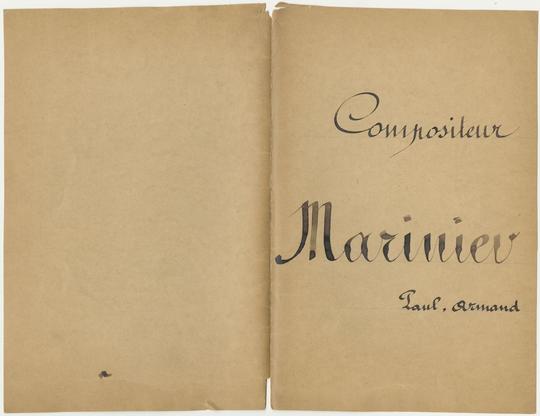 Compositeur
Marinier
Paul, Armand